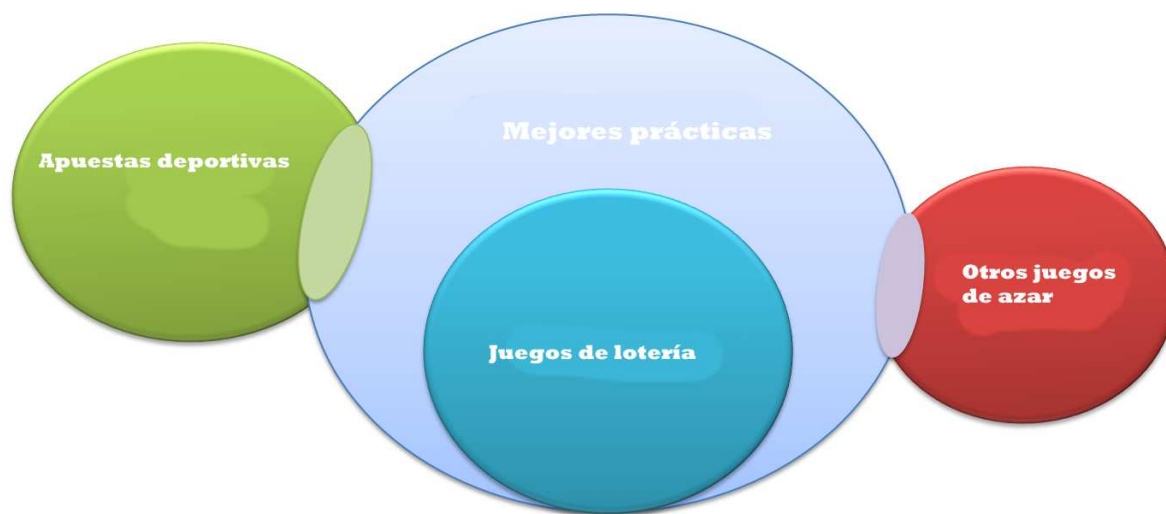 Mejores prácticas
Apuestas deportivas
Otros juegos
de azar
Juegos de lotería